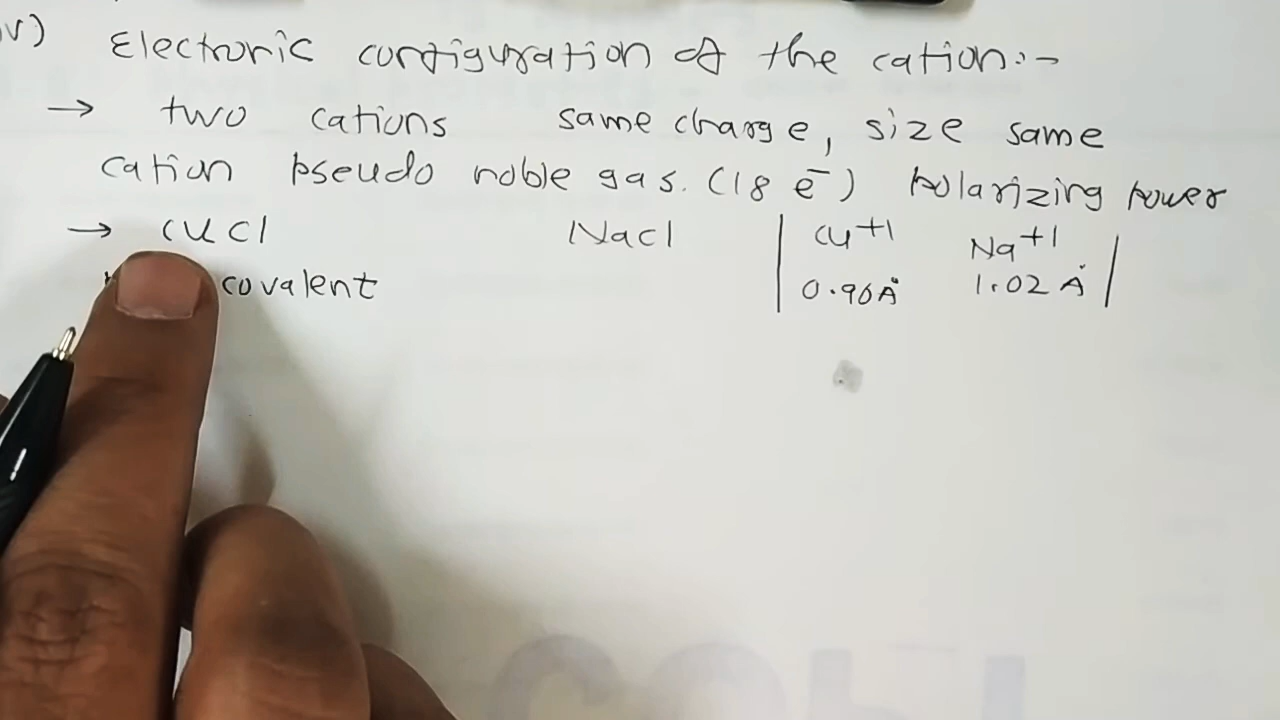 Electronic configuration of the cation:-
→ two cations same charge, size same
cation pseudo noble gas. (18 e⁻) polarizing power
→ CuCl NaCl | Cu⁺¹ Na⁺¹ |
covalent | 0.96Å 1.02 Å |